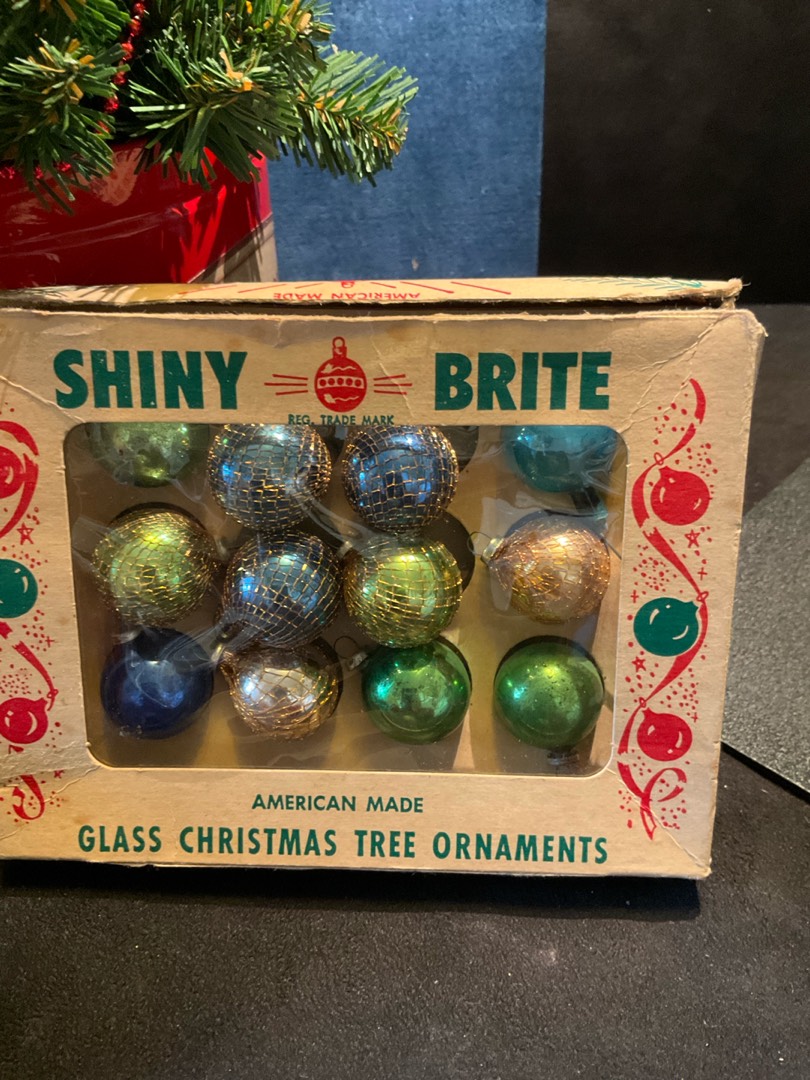 AMERICAN MADE
SHINY BRITE
REG. TRADE MARK
AMERICAN MADE
GLASS CHRISTMAS TREE ORNAMENTS